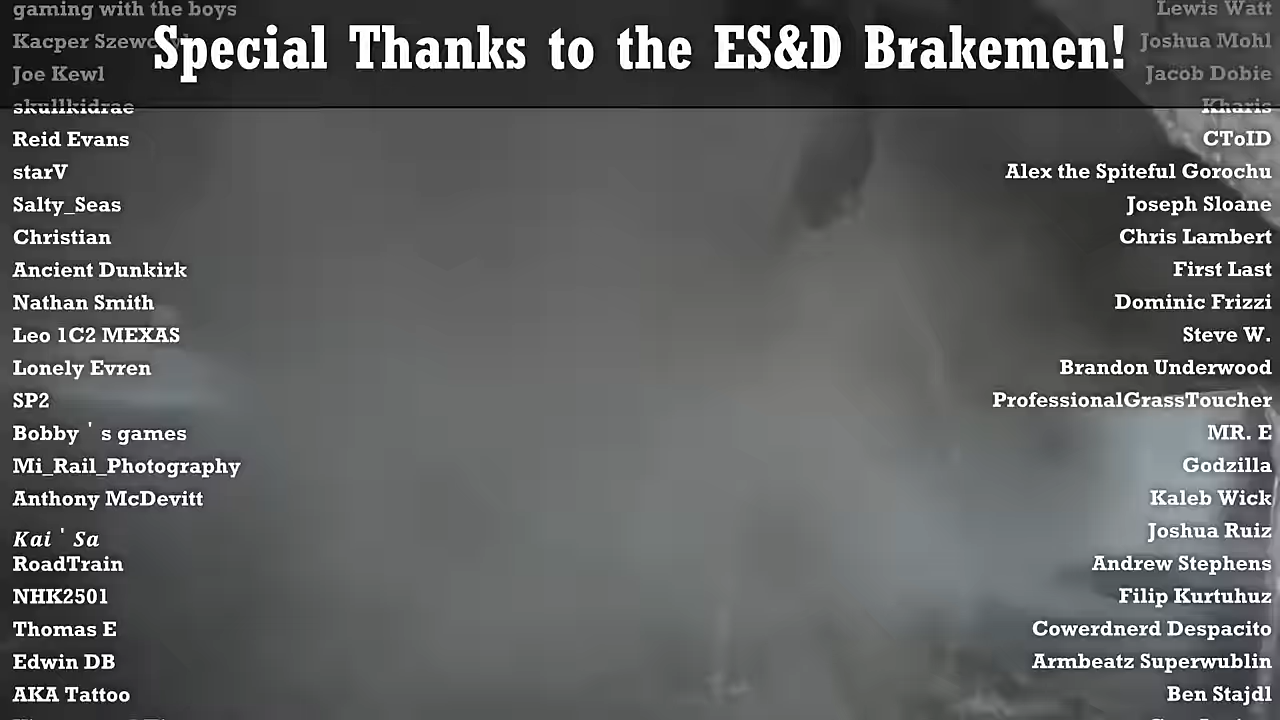 Special Thanks to the ES&D Brakemen!
gaming with the boys
Kacper
Joe Kewl
skullkidrae
Reid Evans
starV
Salty_Seas
Christian
Ancient Dunkirk
Nathan Smith
Leo 1C2 MEXAS
Lonely Evren
SP2
Bobby ' s games
Mi_Rail_Photography
Anthony McDevitt
Kai ' Sa
RoadTrain
NHK2501
Thomas E
Edwin DB
AKA Tattoo
Lewis Watt
Joshua Mohl
Jacob Dobie
Kharis
CToID
Alex the Spiteful Gorochu
Joseph Sloane
Chris Lambert
First Last
Dominic Frizzi
Steve W.
Brandon Underwood
ProfessionalGrassToucher
MR. E
Godzilla
Kaleb Wick
Joshua Ruiz
Andrew Stephens
Filip Kurtuhuz
Cowerdnerd Despacito
Armbeatz Superwublin
Ben Stajdl